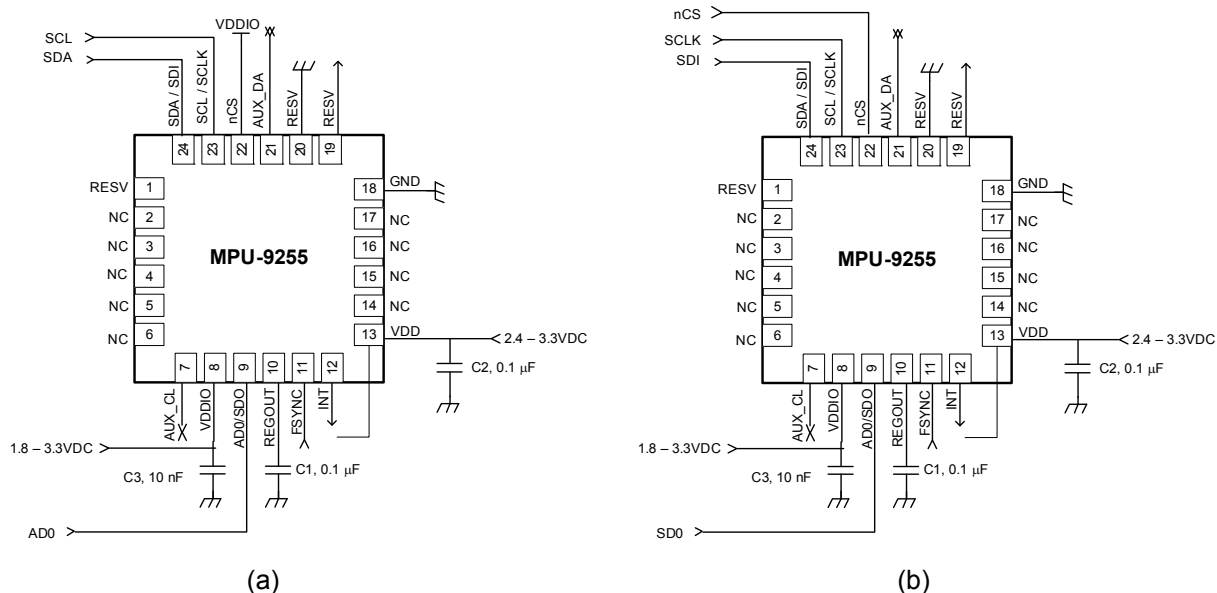 SCL
SDA
VDDIO
SDA / SDI
SCL / SCLK
nCS
AUX_DA
RESV
RESV
24
23
22
21
20
19
RESV
1
NC
2
NC
3
NC
4
NC
5
NC
6
MPU-9255
18
GND
17
NC
16
NC
15
NC
14
NC
13
VDD
2.4 – 3.3VDC
C2, 0.1 µF
7
8
9
10
11
12
AUX_CL
VDDIO
AD0/SDO
REGOUT
FSYNC
INT
1.8 – 3.3VDC
C3, 10 nF
C1, 0.1 µF
AD0
(a)
nCS
SCLK
SDI
SDA / SDI
SCL / SCLK
nCS
AUX_DA
RESV
RESV
24
23
22
21
20
19
RESV
1
NC
2
NC
3
NC
4
NC
5
NC
6
MPU-9255
18
GND
17
NC
16
NC
15
NC
14
NC
13
VDD
2.4 – 3.3VDC
C2, 0.1 µF
7
8
9
10
11
12
AUX_CL
VDDIO
AD0/SDO
REGOUT
FSYNC
INT
1.8 – 3.3VDC
C3, 10 nF
C1, 0.1 µF
SD0
(b)